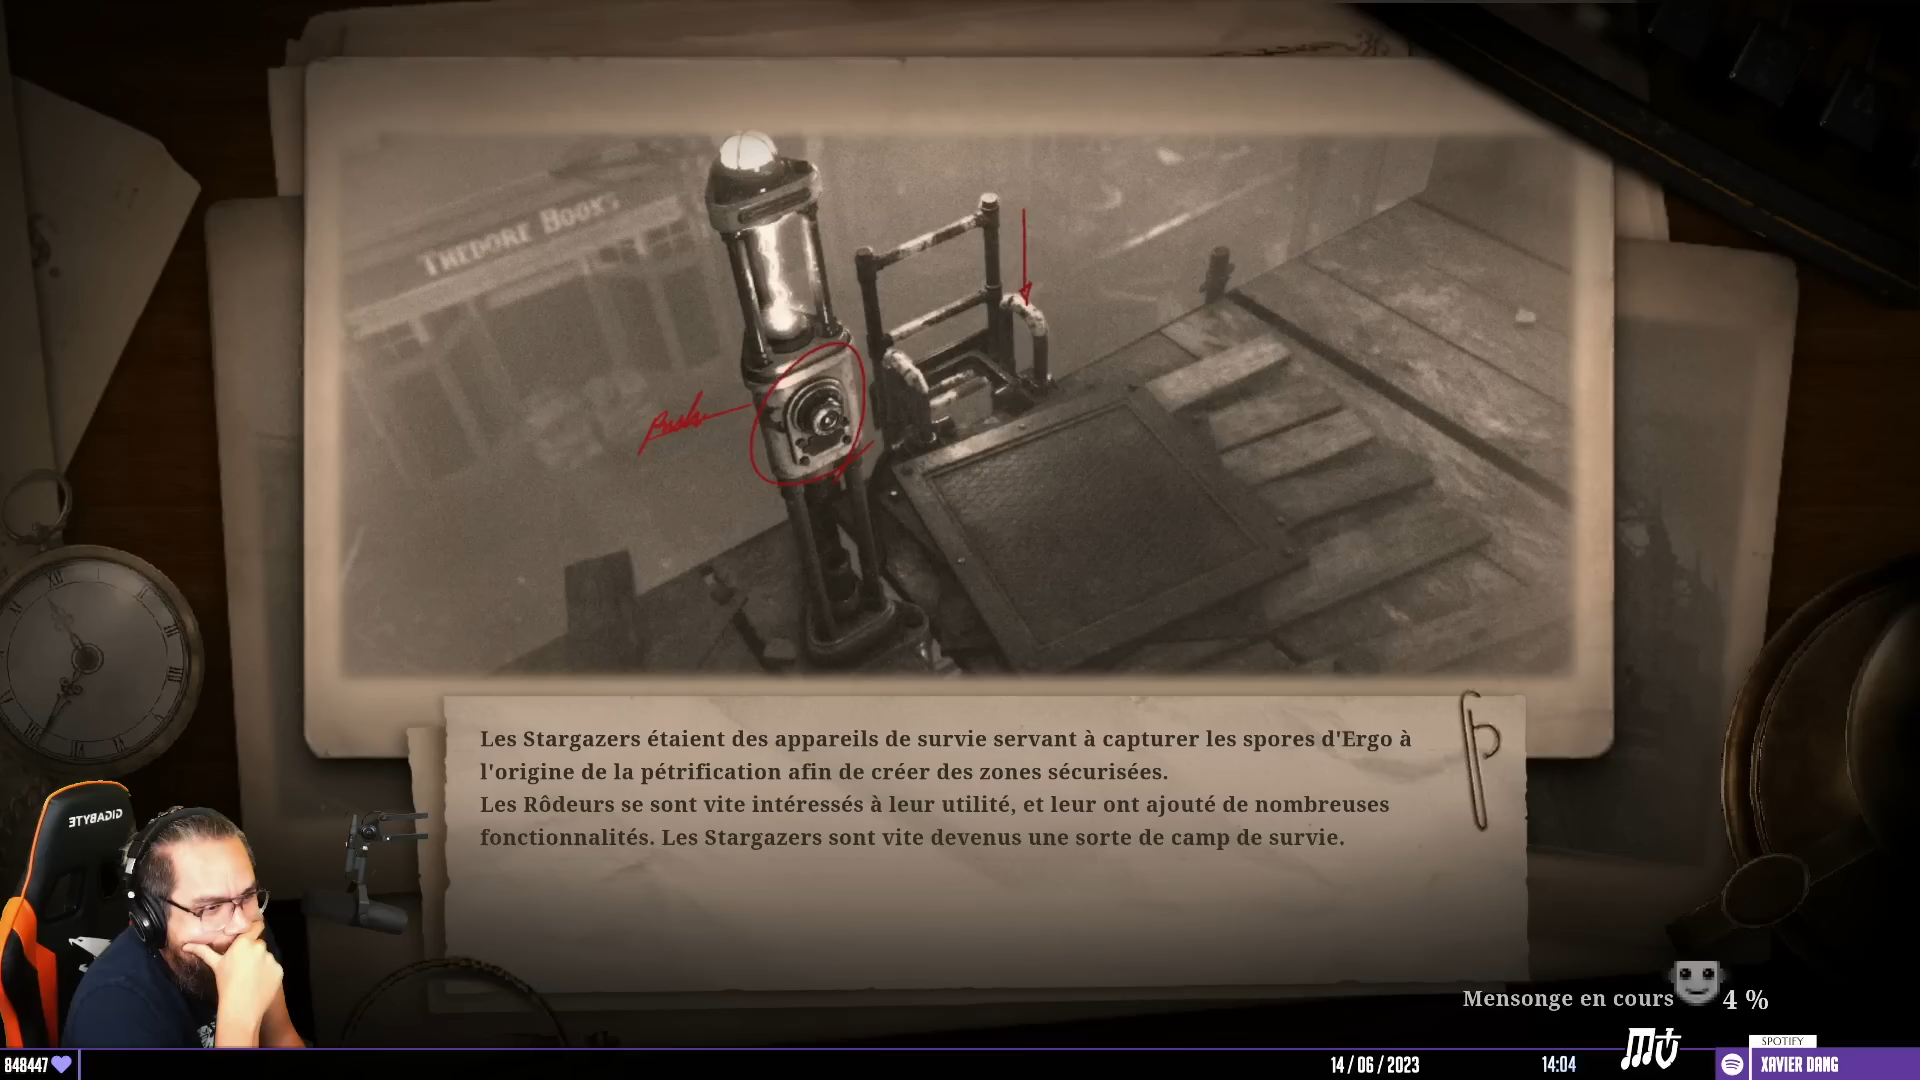 THEDORE BOOKS
Push
Les Stargazers étaient des appareils de survie servant à capturer les spores d'Ergo à
l'origine de la pétrification afin de créer des zones sécurisées.
Les Rôdeurs se sont vite intéressés à leur utilité, et leur ont ajouté de nombreuses
fonctionnalités. Les Stargazers sont vite devenus une sorte de camp de survie.
GIGABYTE
Mensonge en cours 4 %
848447
14 / 06 / 2023
14:04
SPOTIFY
XAVIER DANG